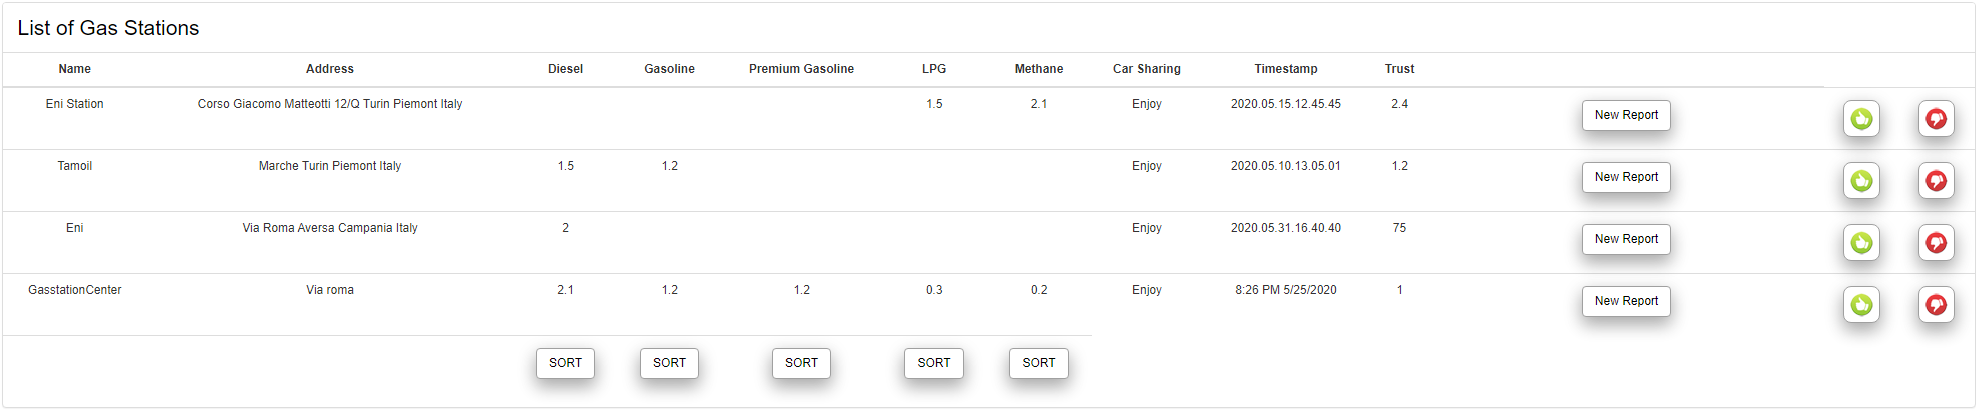 List of Gas Stations
Name Address Diesel Gasoline Premium Gasoline LPG Methane Car Sharing Timestamp Trust
Eni Station Corso Giacomo Matteotti 12/Q Turin Piemont Italy 1.5 2.1 Enjoy 2020.05.15.12.45.45 2.4 New Report
Tamoil Marche Turin Piemont Italy 1.5 1.2 Enjoy 2020.05.10.13.05.01 1.2 New Report
Eni Via Roma Aversa Campania Italy 2 Enjoy 2020.05.31.16.40.40 75 New Report
GasstationCenter Via roma 2.1 1.2 1.2 0.3 0.2 Enjoy 8:26 PM 5/25/2020 1 New Report
SORT SORT SORT SORT SORT